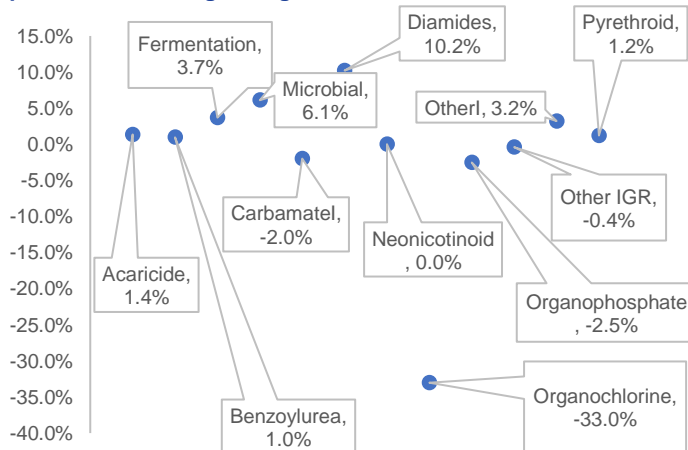 15.0%
10.0%
5.0%
0.0%
-5.0%
-10.0%
-15.0%
-20.0%
-25.0%
-30.0%
-35.0%
-40.0%
Fermentation,
3.7%
Microbial,
6.1%
Diamides,
10.2%
Pyrethroid,
1.2%
OtherI, 3.2%
CarbamateI,
-2.0%
Neonicotinoid
, 0.0%
Other IGR,
-0.4%
Acaricide,
1.4%
Organophosphate
, -2.5%
Benzoylurea,
1.0%
Organochlorine,
-33.0%